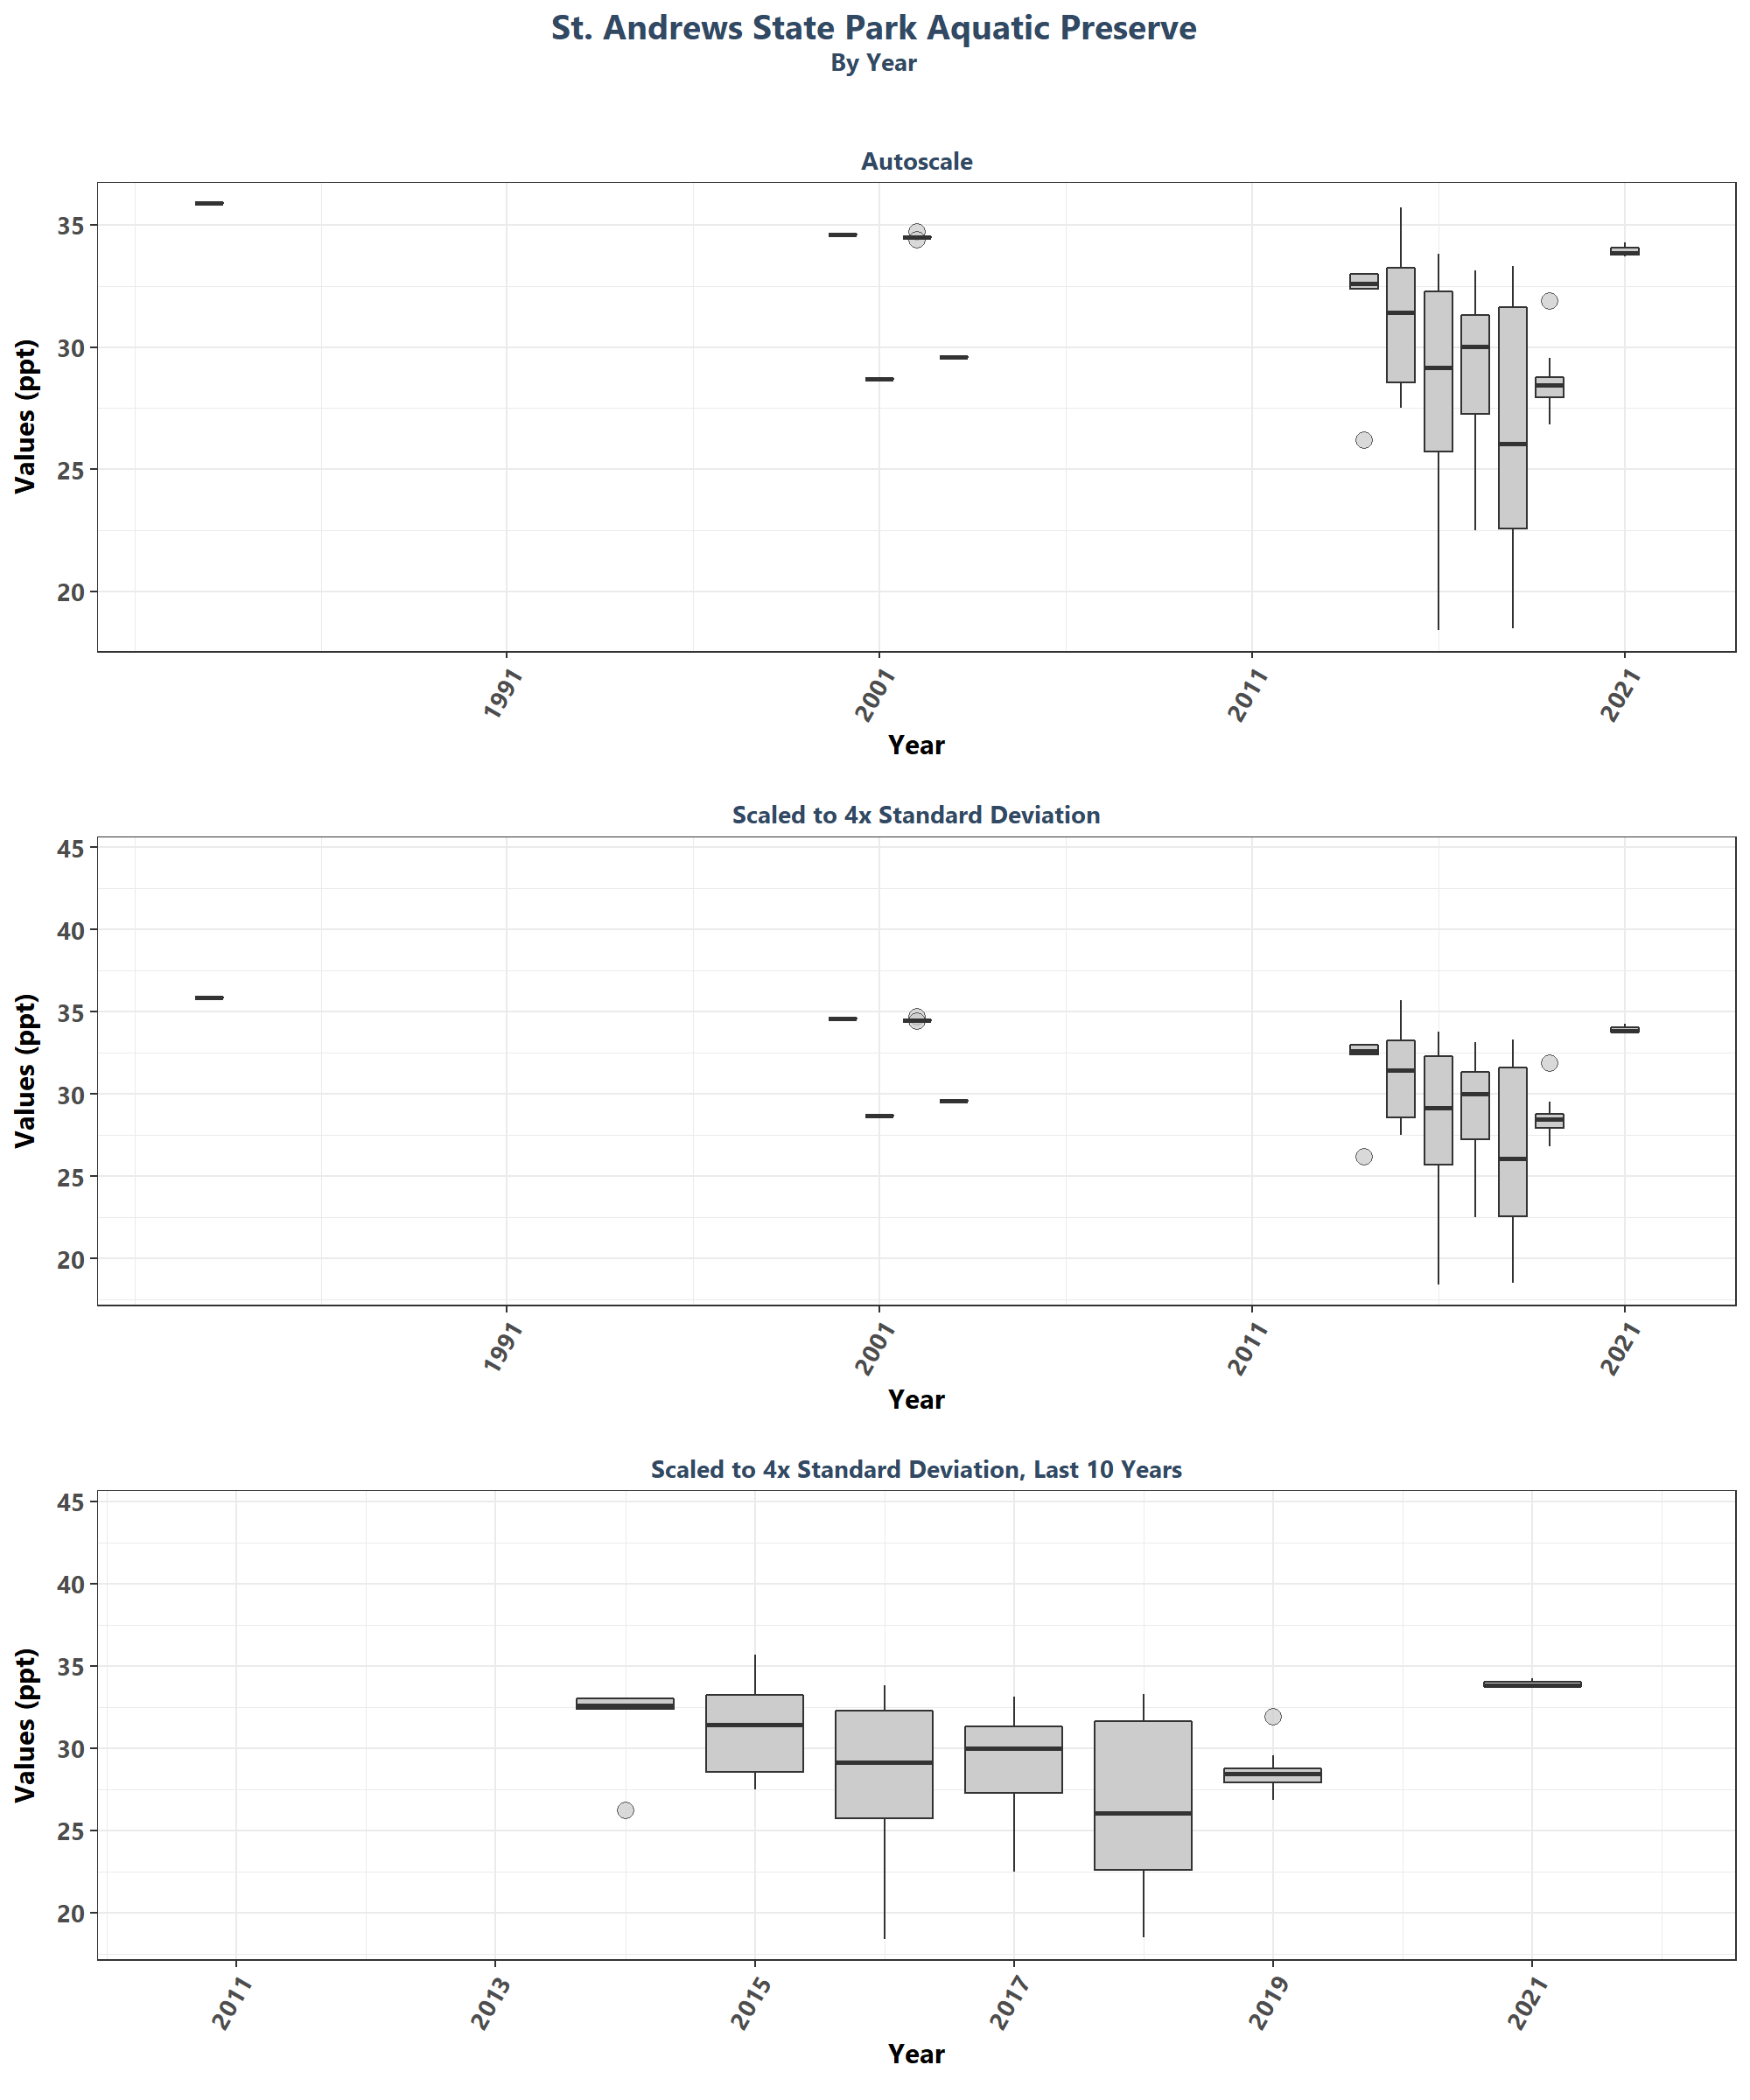 St. Andrews State Park Aquatic Preserve
By Year
Autoscale
Values (ppt)
35
30
25
20
1991
2001
2011
2021
Year
Scaled to 4x Standard Deviation
Values (ppt)
45
40
35
30
25
20
1991
2001
2011
2021
Year
Scaled to 4x Standard Deviation, Last 10 Years
Values (ppt)
45
40
35
30
25
20
2011
2013
2015
2017
2019
2021
Year